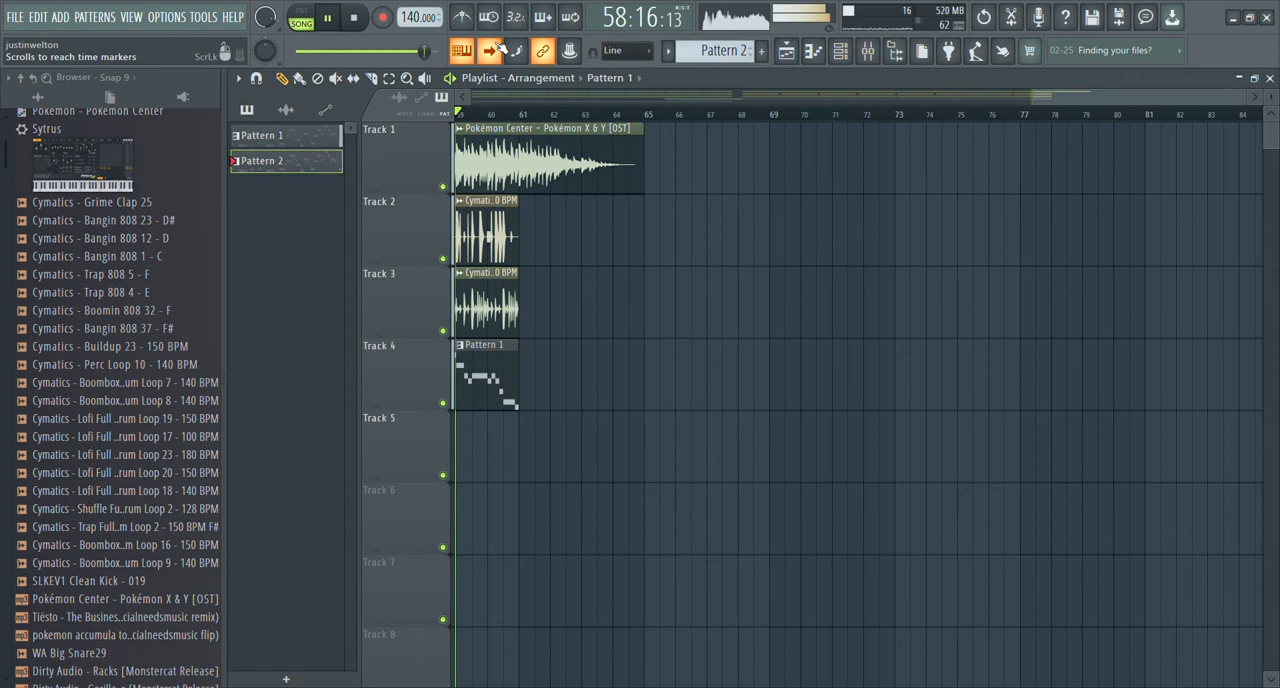 FILE EDIT ADD PATTERNS VIEW OPTIONS TOOLS HELP
PAT
SONG
140.000
3.2.
58:16:13
B:S:T
16
520 MB
62
justinwelton
Scrolls to reach time markers
ScrLk
Line
Pattern 2
02-25 Finding your files?
Browser - Snap 9
Playlist - Arrangement Pattern 1
Pokemon - Pokemon Center
Sytrus
Cymatics - Grime Clap 25
Cymatics - Bangin 808 23 - D#
Cymatics - Bangin 808 12 - D
Cymatics - Bangin 808 1 - C
Cymatics - Trap 808 5 - F
Cymatics - Trap 808 4 - E
Cymatics - Boomin 808 32 - F
Cymatics - Bangin 808 37 - F#
Cymatics - Buildup 23 - 150 BPM
Cymatics - Perc Loop 10 - 140 BPM
Cymatics - Boombox..um Loop 7 - 140 BPM
Cymatics - Boombox..um Loop 8 - 140 BPM
Cymatics - Lofi Full ..rum Loop 19 - 150 BPM
Cymatics - Lofi Full ..rum Loop 17 - 100 BPM
Cymatics - Lofi Full ..rum Loop 23 - 180 BPM
Cymatics - Lofi Full ..rum Loop 20 - 150 BPM
Cymatics - Lofi Full ..rum Loop 18 - 140 BPM
Cymatics - Shuffle Fu..rum Loop 2 - 128 BPM
Cymatics - Trap Full..m Loop 2 - 150 BPM F#
Cymatics - Boombox..m Loop 16 - 150 BPM
Cymatics - Boombox..um Loop 9 - 140 BPM
SLKEV1 Clean Kick - 019
Pokémon Center - Pokémon X & Y [OST]
Tiësto - The Busines..cialneedsmusic remix)
pokemon accumula to..cialneedsmusic flip)
WA Big Snare29
Dirty Audio - Racks [Monstercat Release]
Pattern 1
Pattern 2
NOTE CHAN PAT
59 60 61 62 63 64 65 66 67 68 69 70 71 72 73 74 75 76 77 78 79 80 81 82 83 84
Track 1
Pokémon Center - Pokémon X & Y [OST]
Track 2
Cymati..0 BPM
Track 3
Cymati..0 BPM
Track 4
Pattern 1
Track 5
Track 6
Track 7
Track 8